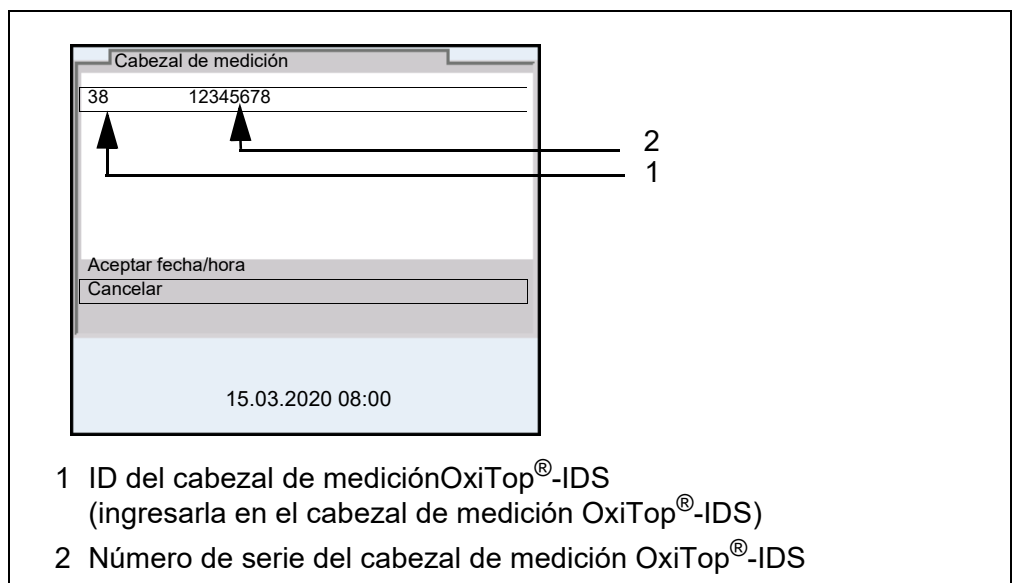 Cabezal de medición
38 12345678
2
1
Aceptar fecha/hora
Cancelar
15.03.2020 08:00
1 ID del cabezal de mediciónOxiTop®-IDS
(ingresarla en el cabezal de medición OxiTop®-IDS)
2 Número de serie del cabezal de medición OxiTop®-IDS